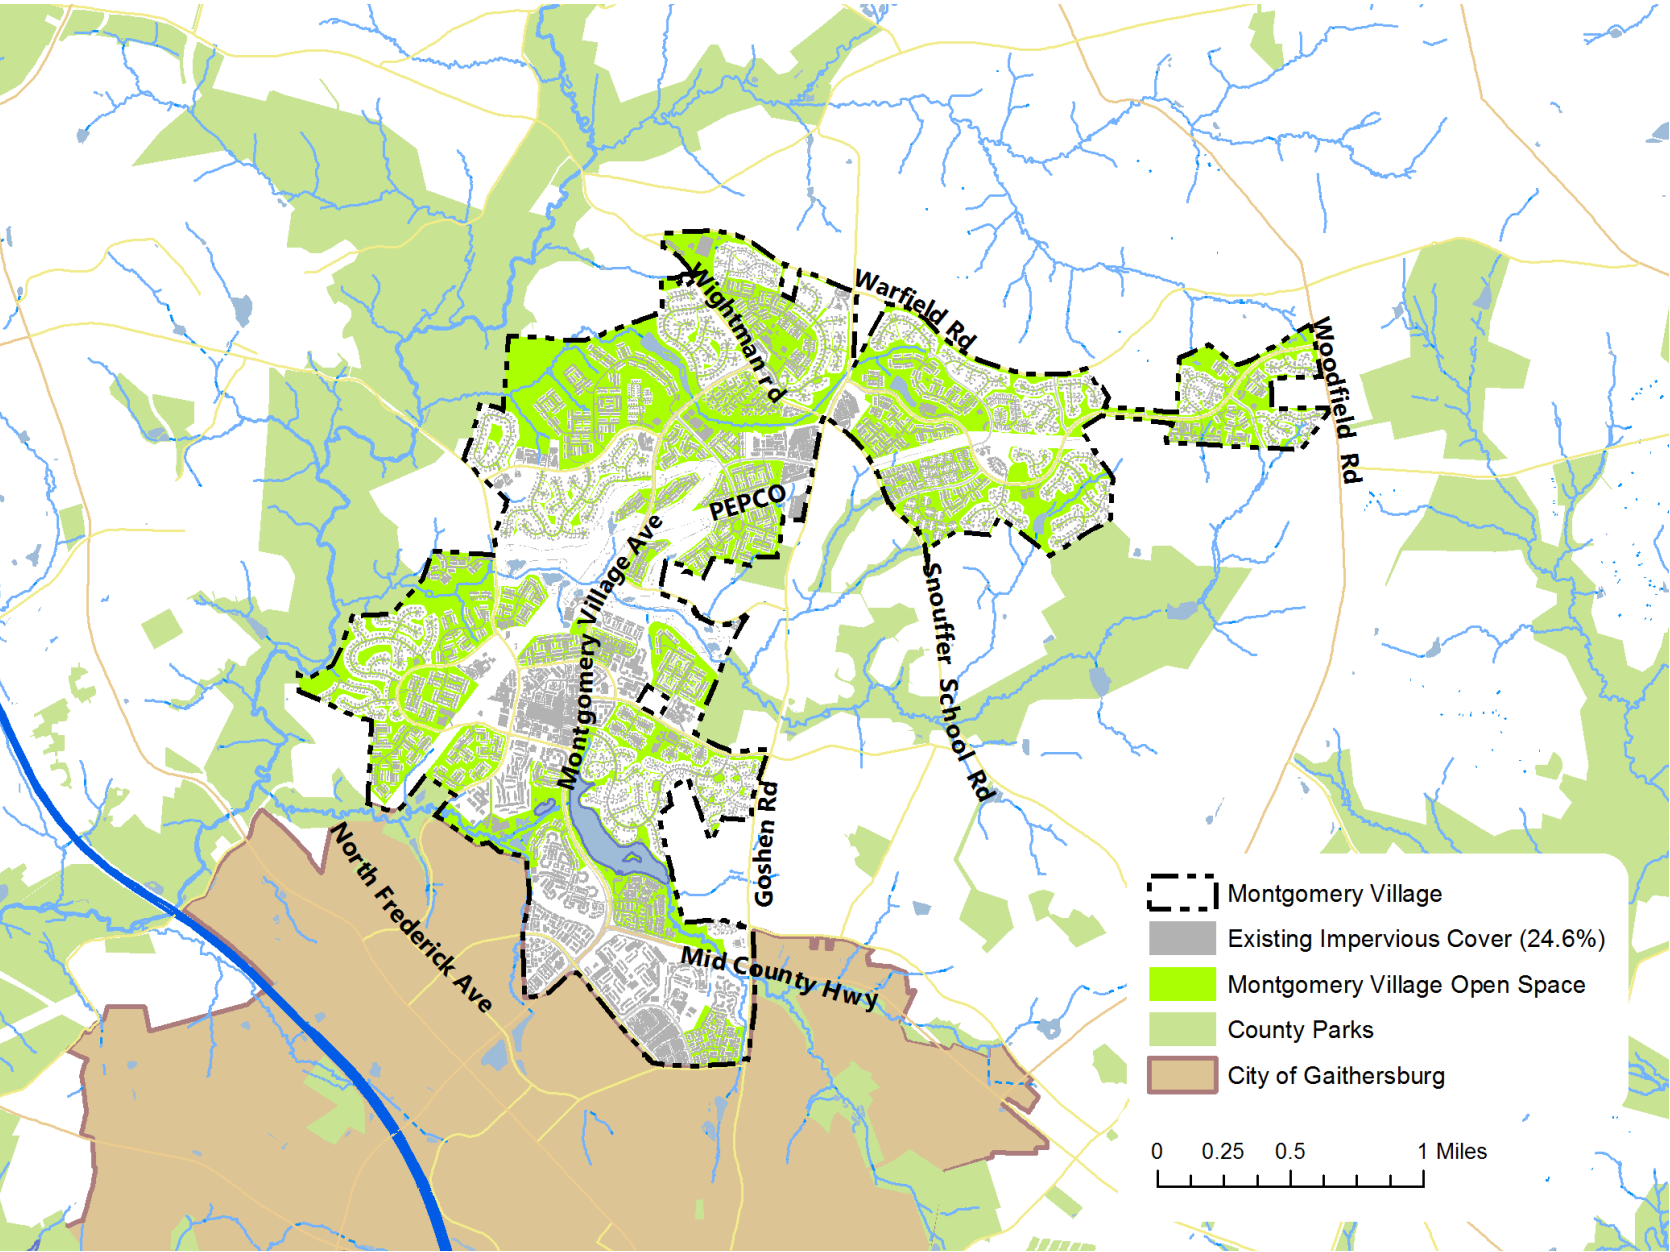 Wightman rd
Warfield Rd
Woodfield Rd
PEPCO
Montgomery Village Ave
Snouffer School Rd
Goshen Rd
North Frederick Ave
Mid County Hwy
Montgomery Village
Existing Impervious Cover (24.6%)
Montgomery Village Open Space
County Parks
City of Gaithersburg
0 0.25 0.5 1 Miles